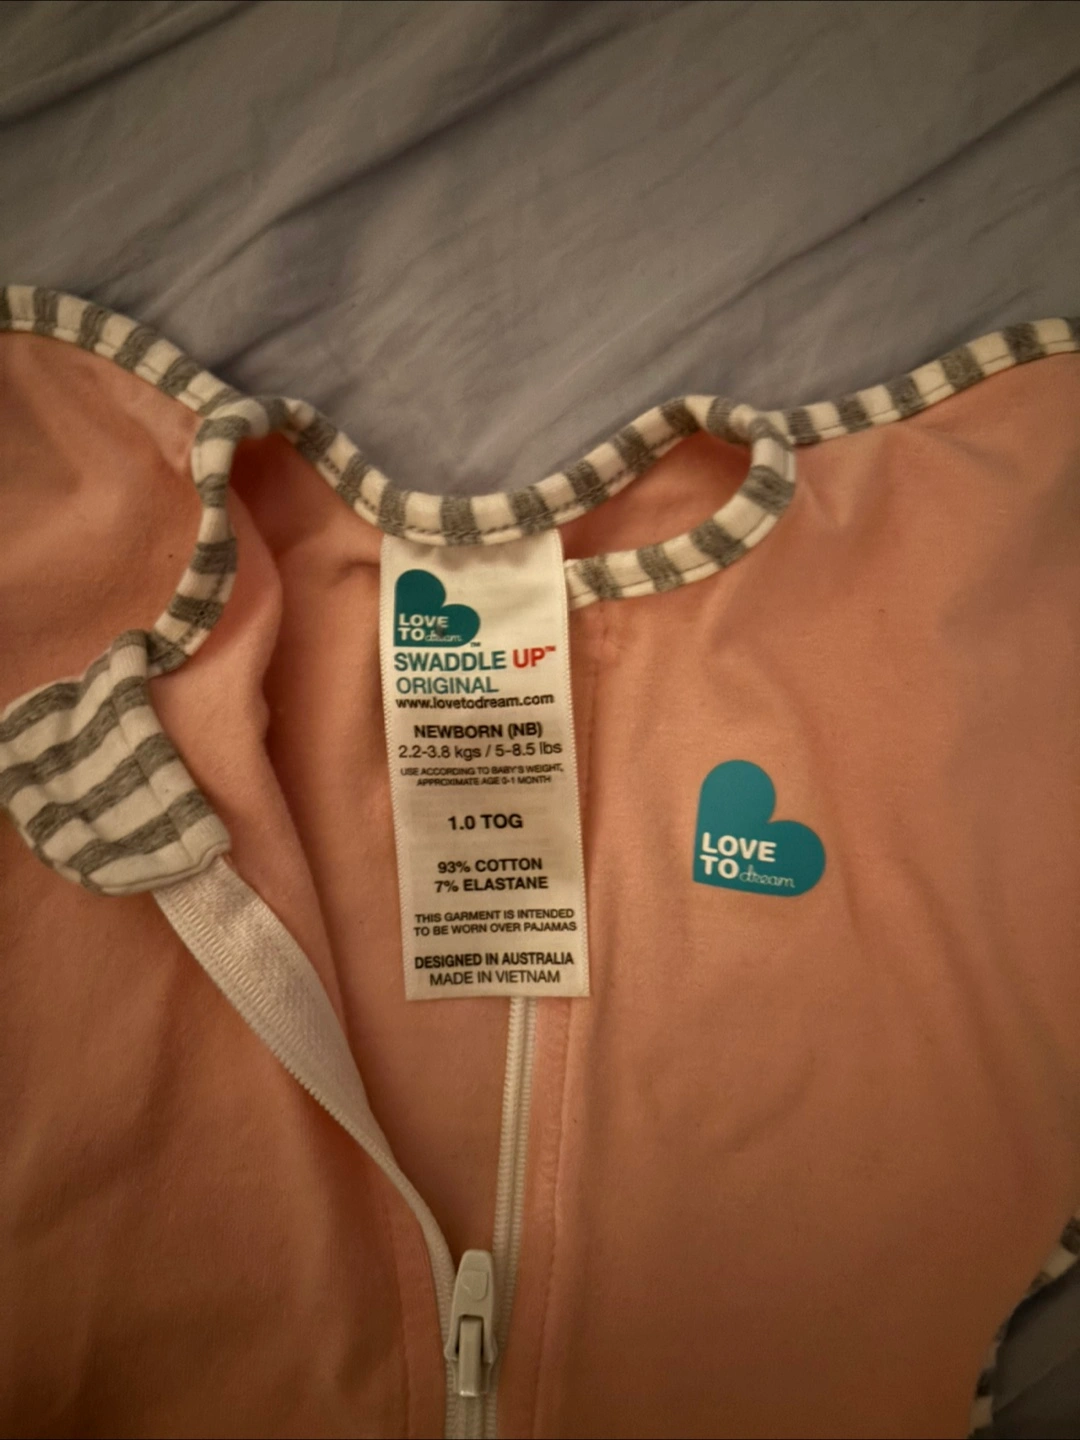 LOVE
TO dream™
SWADDLE UP™
ORIGINAL
www.lovetodream.com
NEWBORN (NB)
2.2-3.8 kgs / 5-8.5 lbs
USE ACCORDING TO BABY'S WEIGHT,
APPROXIMATE AGE 0-1 MONTH
1.0 TOG
93% COTTON
7% ELASTANE
THIS GARMENT IS INTENDED
TO BE WORN OVER PAJAMAS
DESIGNED IN AUSTRALIA
MADE IN VIETNAM
LOVE
TO dream